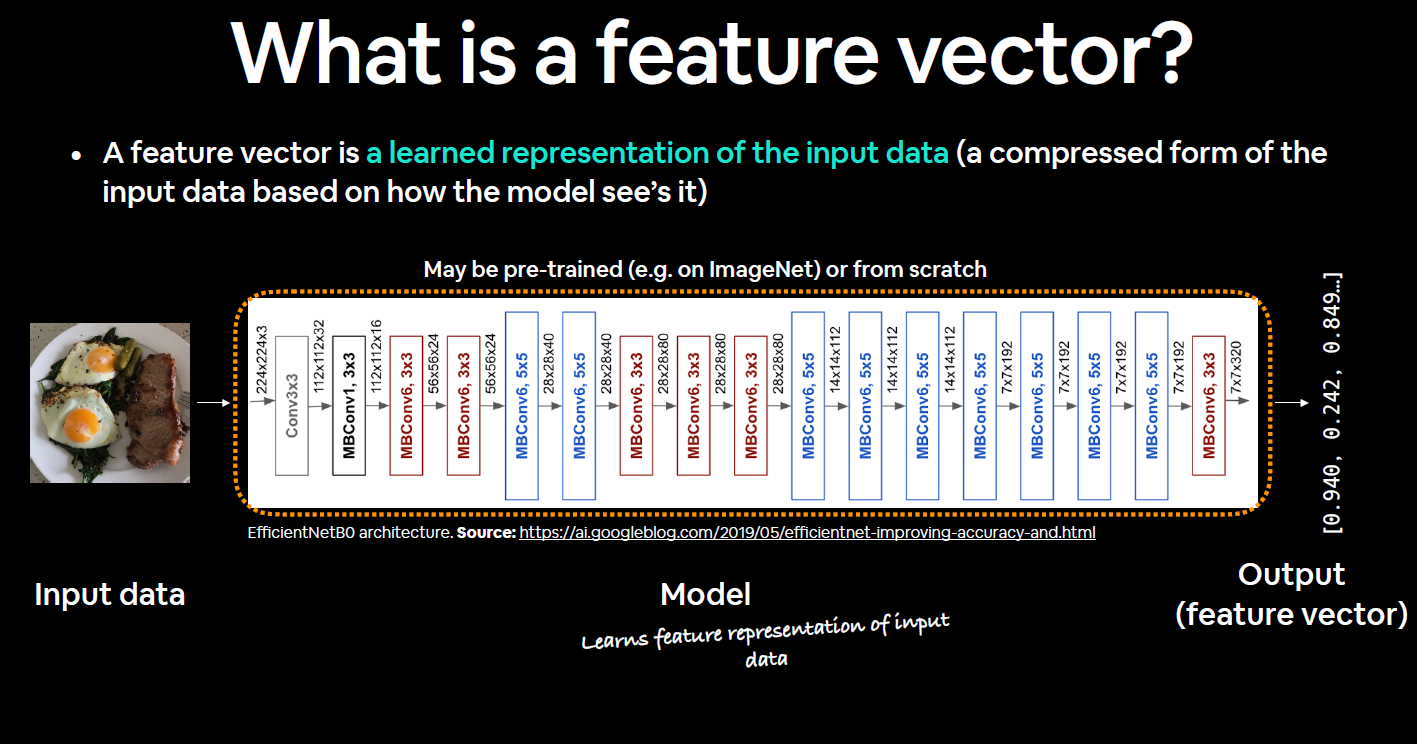 What is a feature vector?
• A feature vector is a learned representation of the input data (a compressed form of the
input data based on how the model see's it)
May be pre-trained (e.g. on ImageNet) or from scratch
224x224x3
Conv3x3
112x112x32
MBConv1, 3x3
112x112x16
MBConv6, 3x3
56x56x24
MBConv6, 3x3
56x56x24
MBConv6, 5x5
28x28x40
MBConv6, 5x5
28x28x40
MBConv6, 3x3
28x28x80
MBConv6, 3x3
28x28x80
MBConv6, 3x3
28x28x80
MBConv6, 5x5
14x14x112
MBConv6, 5x5
14x14x112
MBConv6, 5x5
14x14x112
MBConv6, 5x5
7x7x192
MBConv6, 5x5
7x7x192
MBConv6, 5x5
7x7x192
MBConv6, 5x5
7x7x192
MBConv6, 3x3
7x7x320
[0.940, 0.242, 0.849…]
EfficientNetB0 architecture. Source: https://ai.googleblog.com/2019/05/efficientnet-improving-accuracy-and.html
Input data
Model
Learns feature representation of input
data
Output
(feature vector)